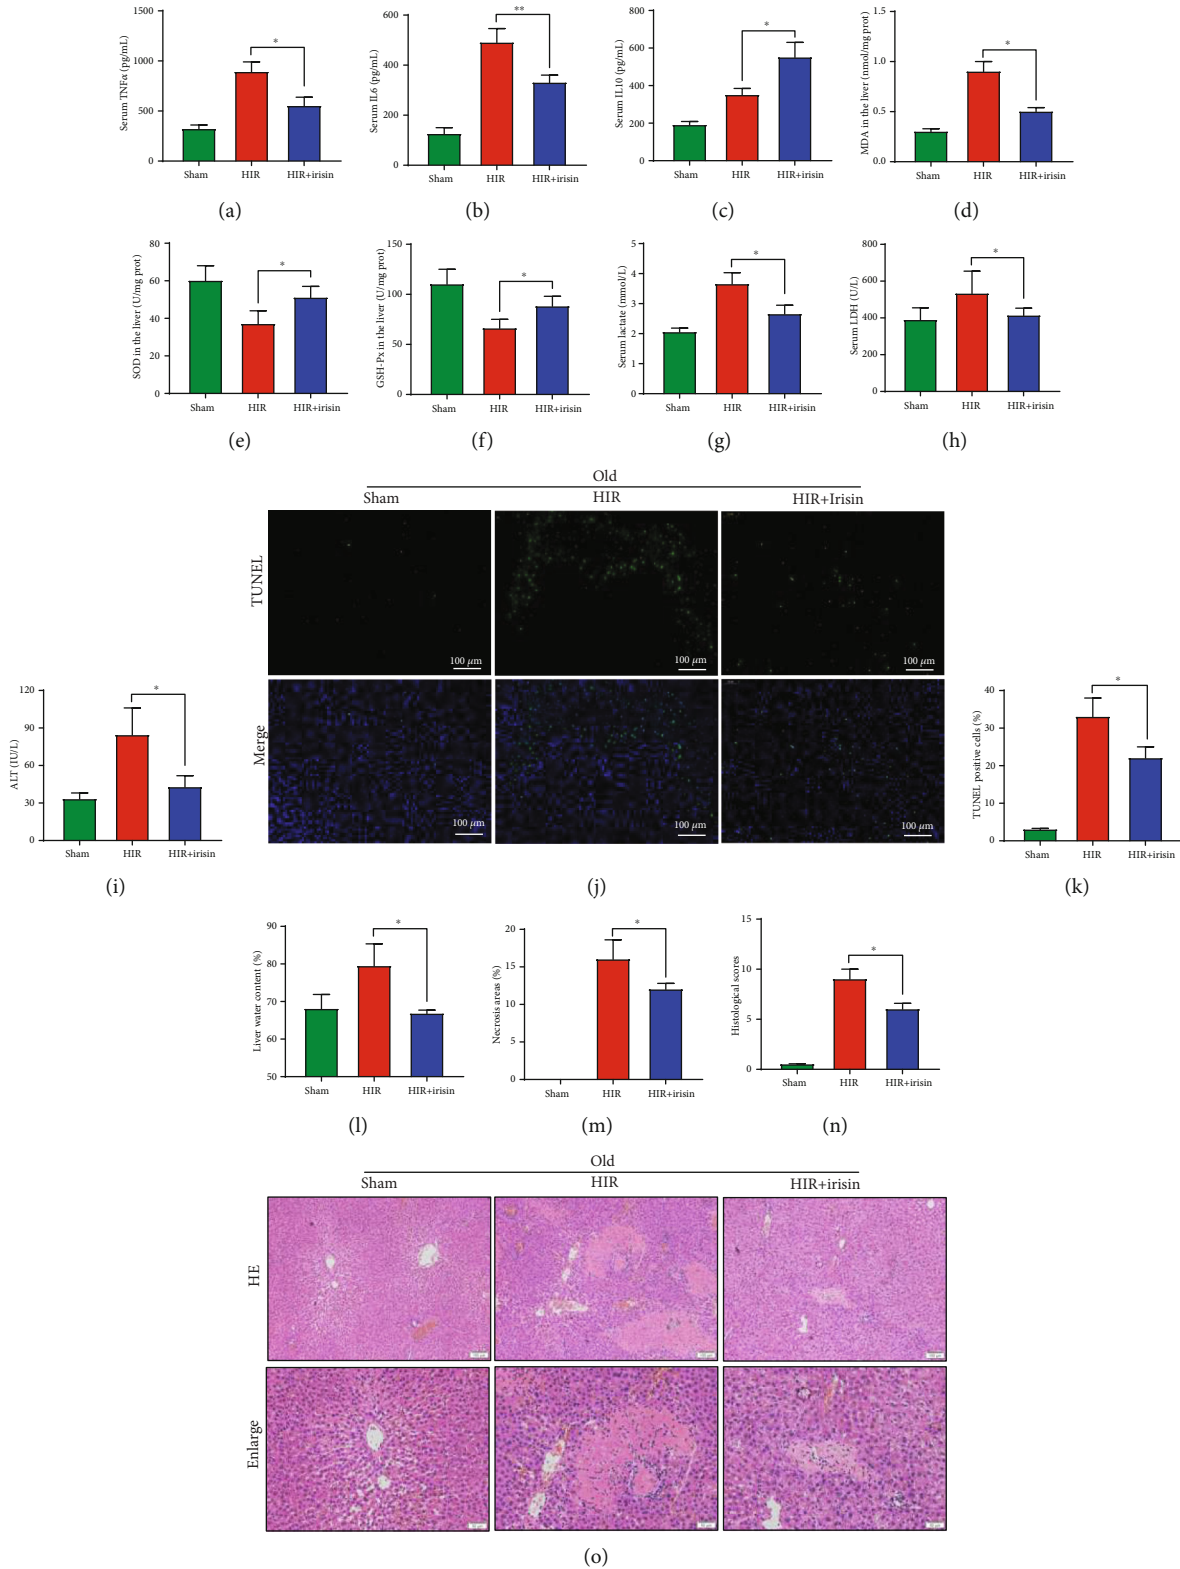 Serum TNFα (pg/mL)
1500
1000
500
0
*
Sham
HIR
HIR+irisin
(a)
Serum IL6 (pg/mL)
600
400
200
0
**
Sham
HIR
HIR+irisin
(b)
Serum IL10 (pg/mL)
800
600
400
200
0
*
Sham
HIR
HIR+irisin
(c)
MDA in the liver (nmol/mg prot)
1.5
1.0
0.5
0.0
*
Sham
HIR
HIR+irisin
(d)
SOD in the liver (U/mg prot)
80
60
40
20
0
*
Sham
HIR
HIR+irisin
(e)
GSH-Px in the liver (U/mg prot)
150
100
50
0
*
Sham
HIR
HIR+irisin
(f)
Serum lactate (mmol/L)
5
4
3
2
1
0
*
Sham
HIR
HIR+irisin
(g)
Serum LDH (U/L)
800
600
400
200
0
*
Sham
HIR
HIR+irisin
(h)
ALT (IU/L)
120
90
60
30
0
*
Sham
HIR
HIR+irisin
(i)
Old
Sham
HIR
HIR+Irisin
TUNEL
100 μm
100 μm
100 μm
Merge
100 μm
100 μm
100 μm
(j)
TUNEL positive cells (%)
40
30
20
10
0
*
Sham
HIR
HIR+irisin
(k)
Liver water content (%)
90
80
70
60
50
*
Sham
HIR
HIR+irisin
(l)
Necrosis areas (%)
20
15
10
5
0
*
Sham
HIR
HIR+irisin
(m)
Histological scores
15
10
5
0
*
Sham
HIR
HIR+irisin
(n)
Old
Sham
HIR
HIR+irisin
HE
Enlarge
(o)